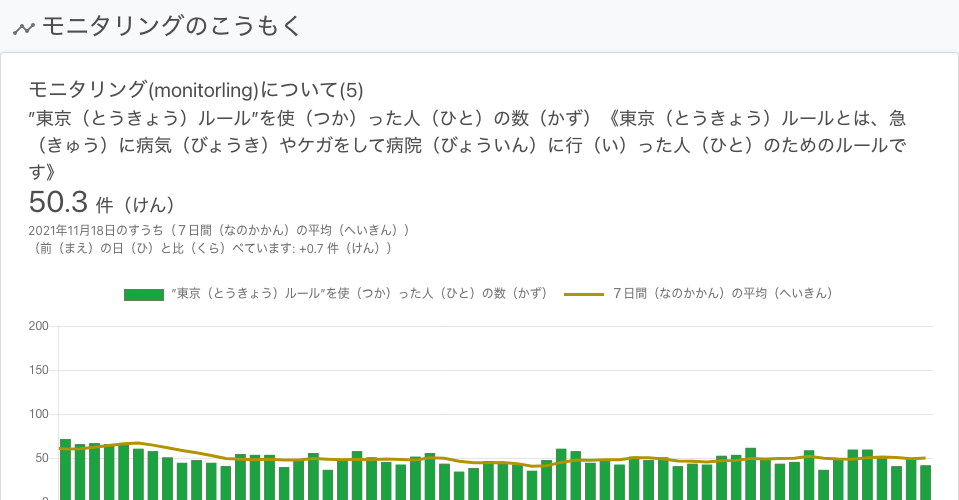 モニタリングのこうもく
モニタリング(monitorling)について(5)
”東京（とうきょう）ルール”を使（つか）った人（ひと）の数（かず）《東京（とうきょう）ルールとは、急
（きゅう）に病気（びょうき）やケガをして病院（びょういん）に行（い）った人（ひと）のためのルールで
す》
50.3 件（けん）
2021年11月18日のすうち（７日間（なのかかん）の平均（へいきん））
（前（まえ）の日（ひ）と比（くら）べています: +0.7 件（けん））
”東京（とうきょう）ルール”を使（つか）った人（ひと）の数（かず） ７日間（なのかかん）の平均（へいきん）
200
150
100
50
0